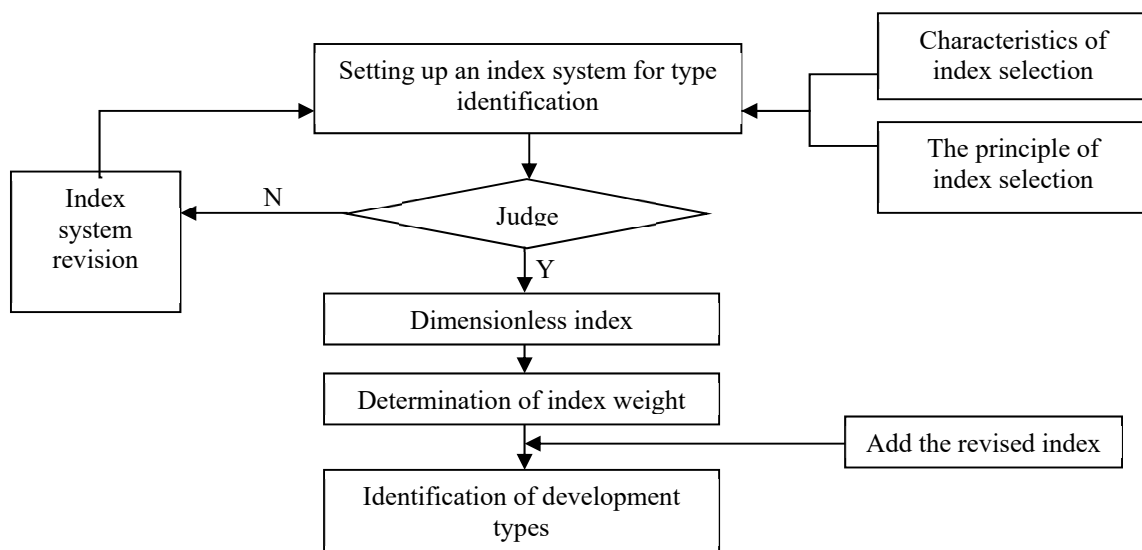 Setting up an index system for type
identification
Characteristics of
index selection
The principle of
index selection
Index
system
revision
N
Judge
Y
Dimensionless index
Determination of index weight
Add the revised index
Identification of development
types